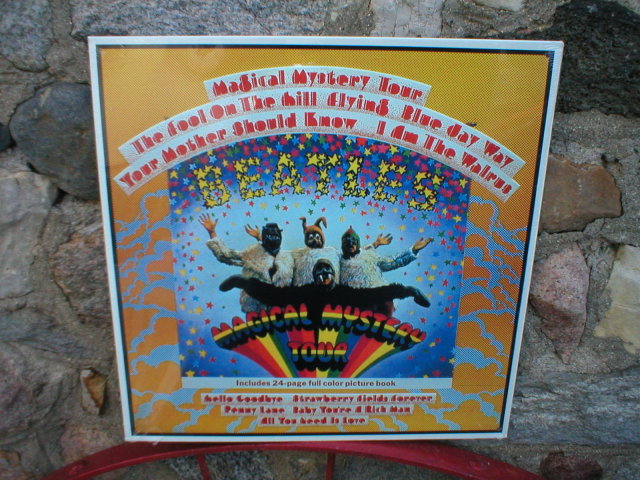 Magical Mystery Tour
The Fool On The Hill Flying Blue Jay Way
Your Mother Should Know I Am The Walrus
BEATLES
MAGICAL MYSTERY
TOUR
Includes 24-page full color picture book
Hello Goodbye Strawberry Fields Forever
Penny Lane Baby You're A Rich Man
All You Need Is Love